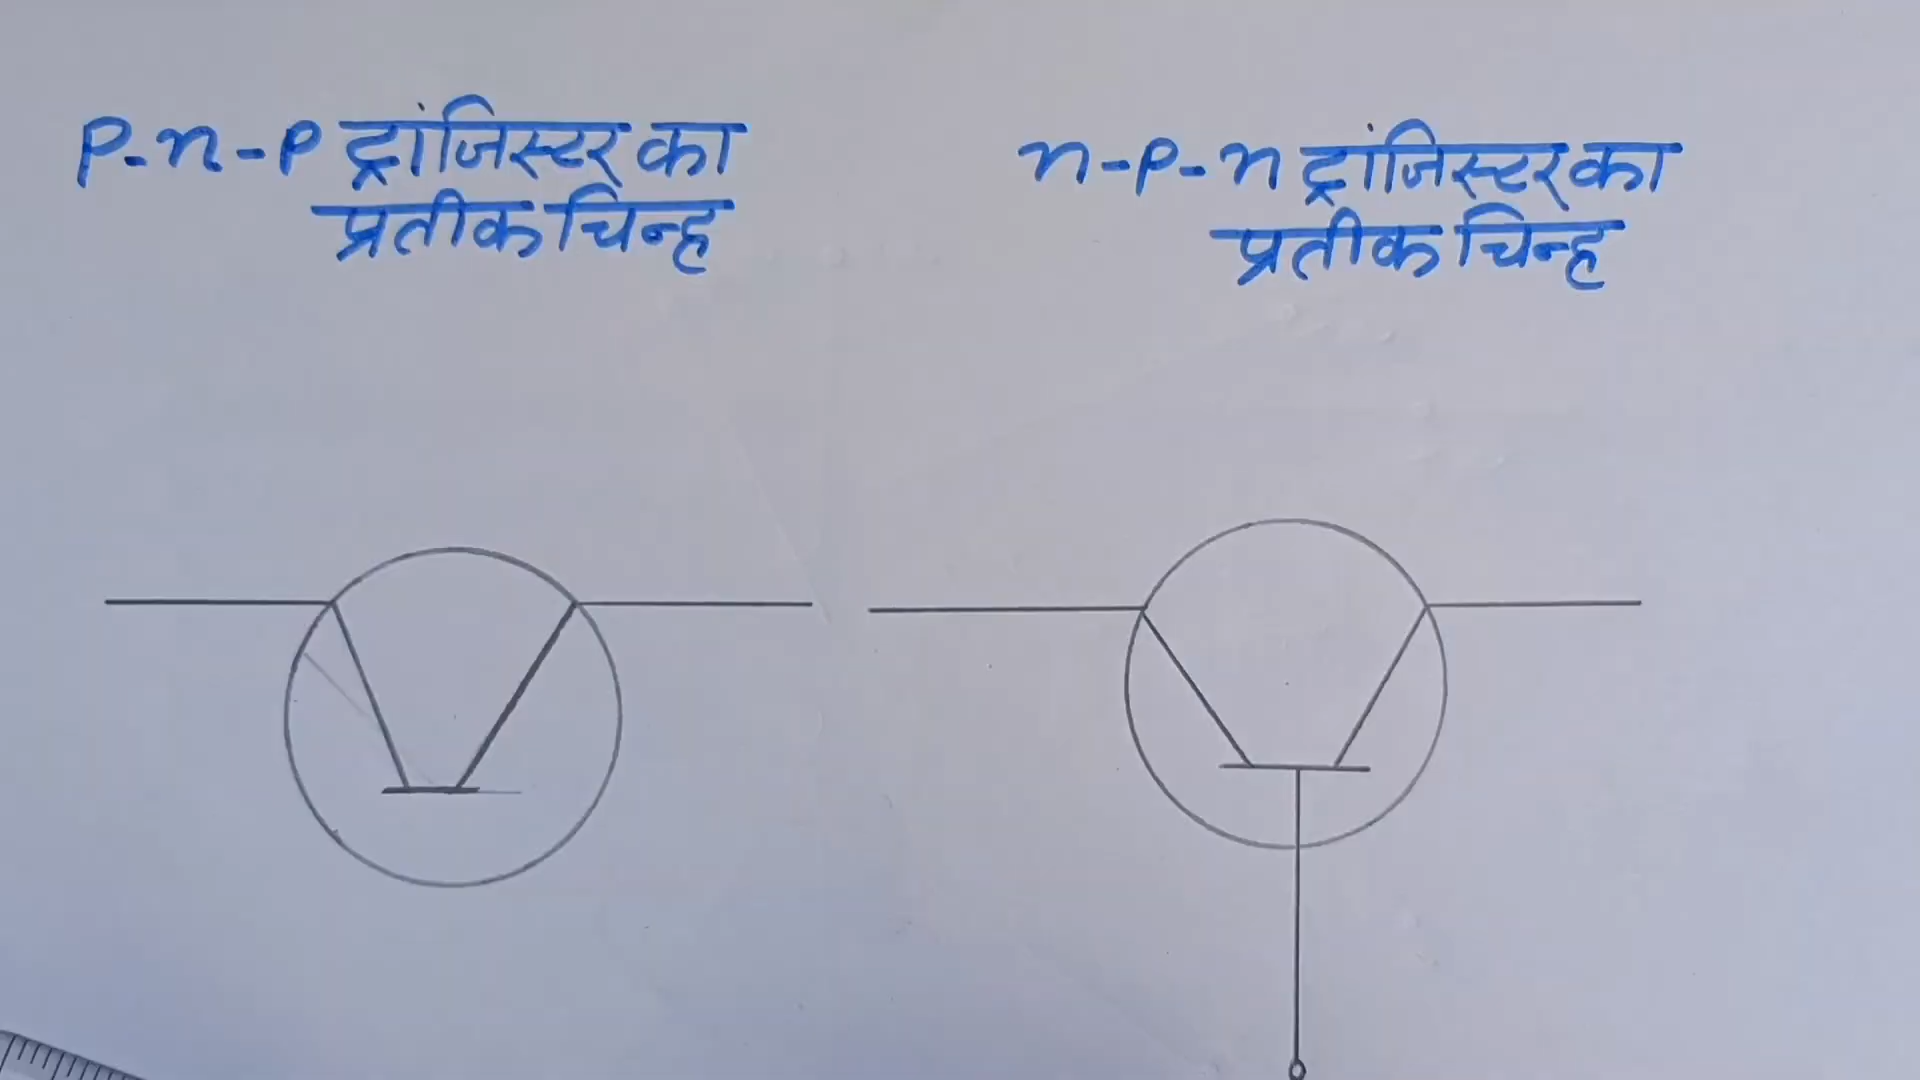 P-n-P ट्रांजिस्टर का
प्रतीक चिन्ह
n-P-n ट्रांजिस्टर का
प्रतीक चिन्ह